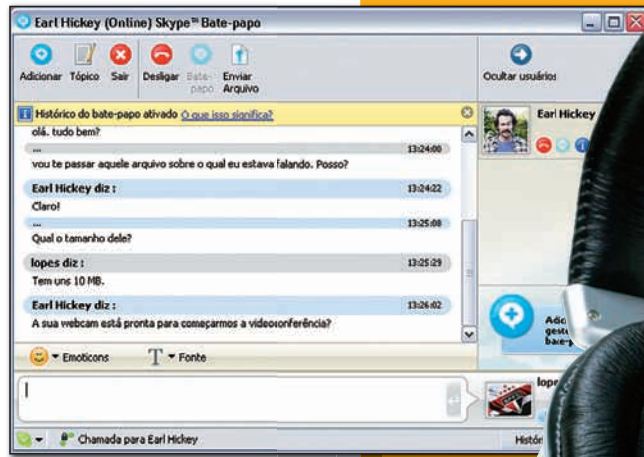 Earl Hickey (Online) Skype™ Bate-papo
Adicionar Tópico Sair Desligar Bate-papo Enviar Arquivo
Ocultar usuários
Histórico do bate-papo ativado O que isso significa?
Earl Hickey
olá. tudo bem?
... 13:24:00
vou te passar aquele arquivo sobre o qual eu estava falando. Posso?
Earl Hickey diz : 13:24:22
Claro!
... 13:25:08
Qual o tamanho dele?
lopes diz : 13:25:29
Tem uns 10 MB.
Earl Hickey diz : 13:26:02
A sua webcam está pronta para começarmos a videoconferência?
Emoticons Fonte
lopes
Chamada para Earl Hickey